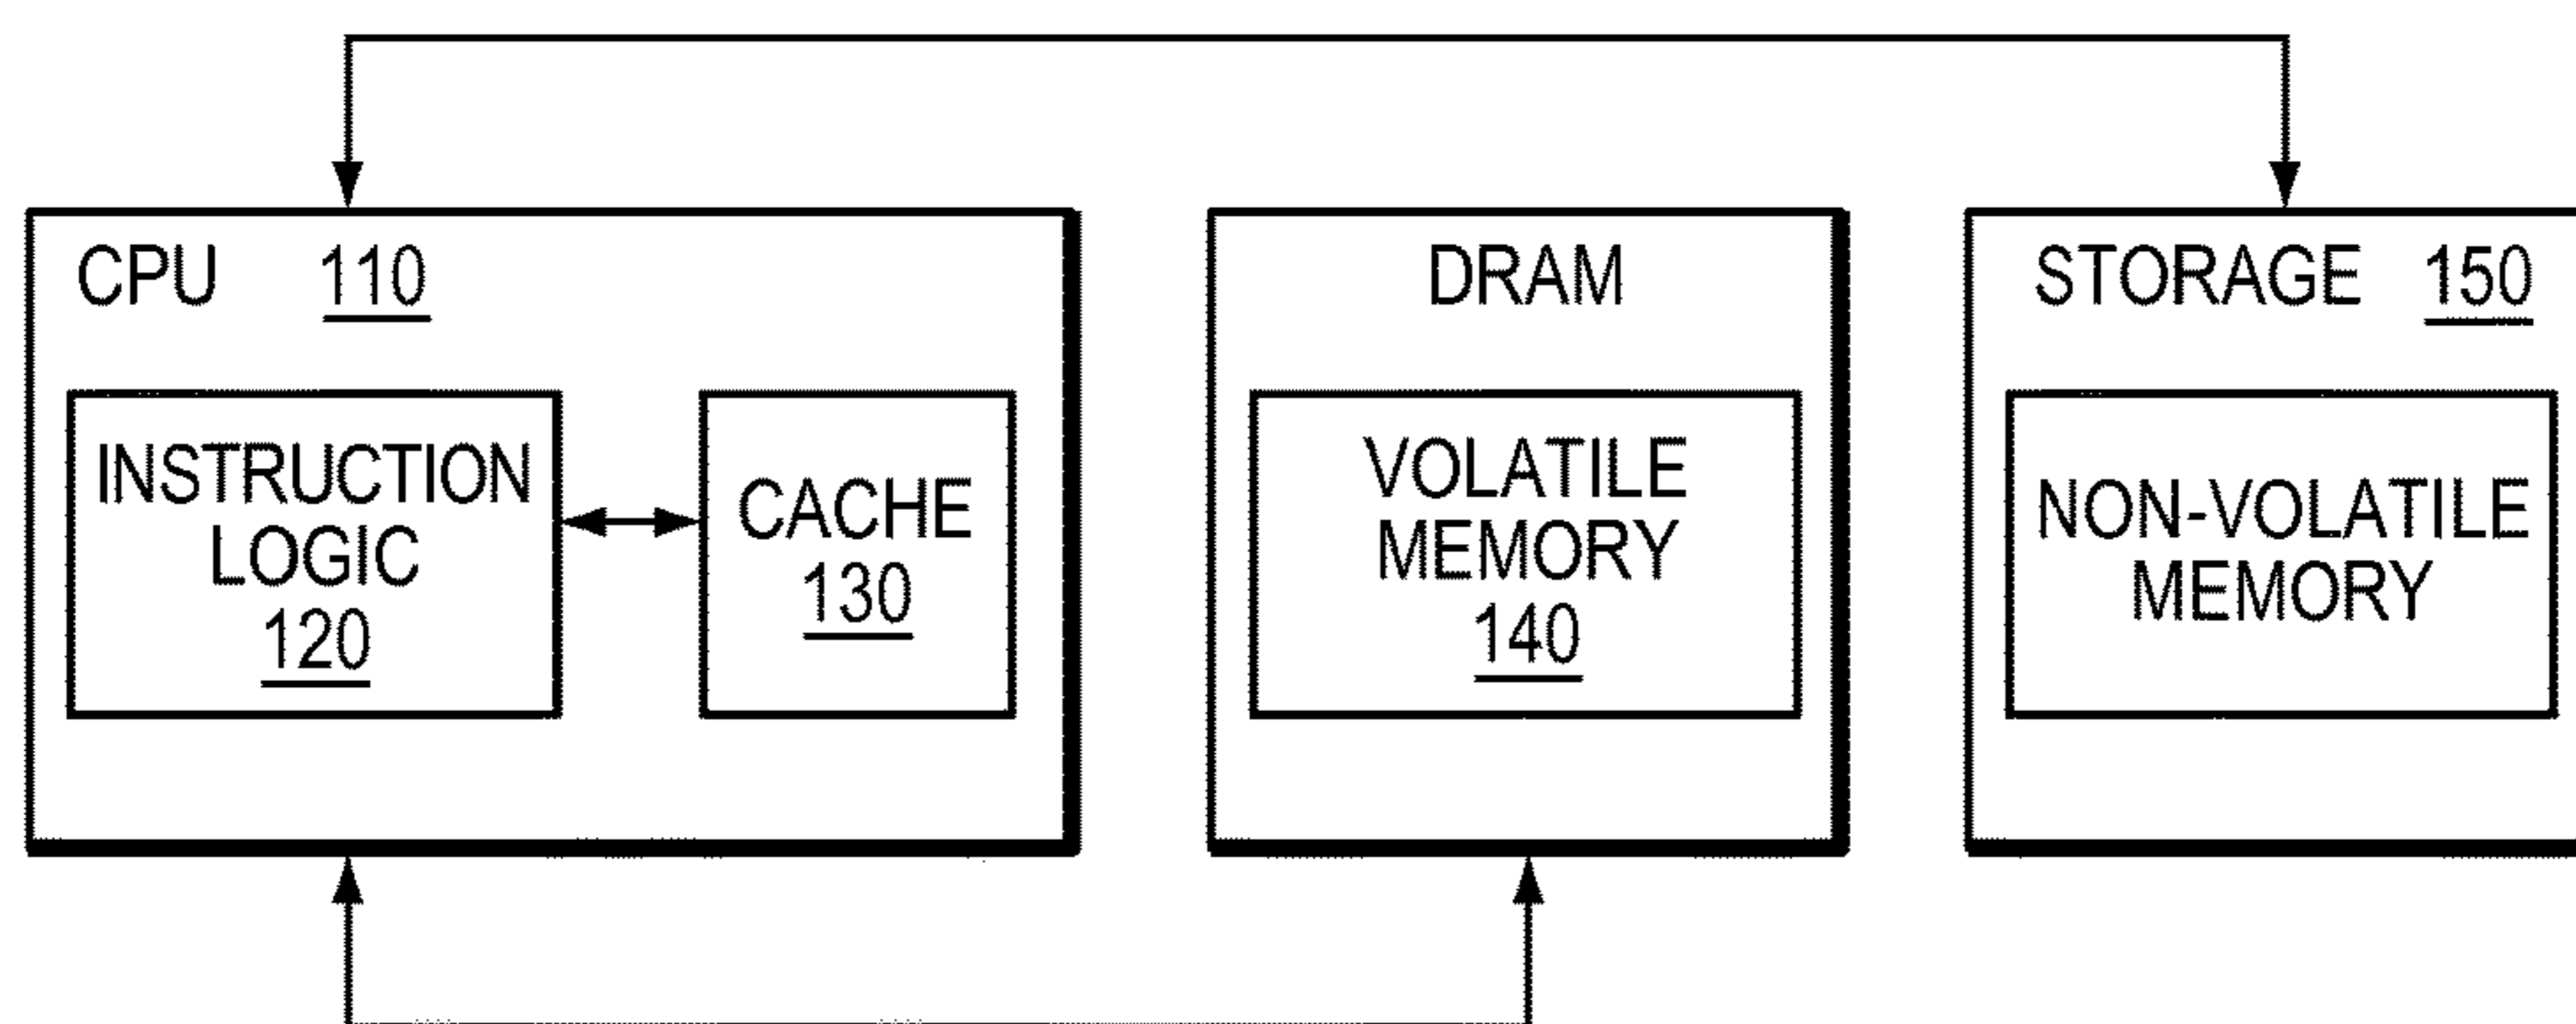 CPU 110
INSTRUCTION
LOGIC
120
CACHE
130
DRAM
VOLATILE
MEMORY
140
STORAGE 150
NON-VOLATILE
MEMORY